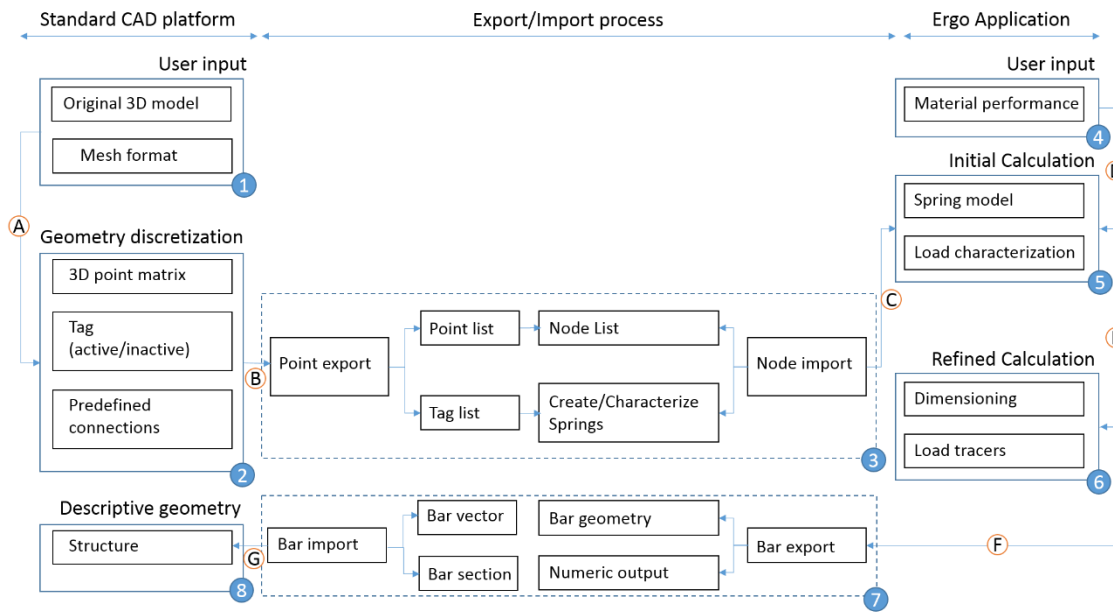 Standard CAD platform
Export/Import process
Ergo Application
User input
Original 3D model
Mesh format
1
User input
Material performance
4
A
Initial Calculation
Spring model
Load characterization
5
Geometry discretization
3D point matrix
Tag
(active/inactive)
Predefined
connections
2
B
Point export
Point list
Tag list
Node List
Create/Characterize
Springs
Node import
3
C
Refined Calculation
Dimensioning
Load tracers
6
Descriptive geometry
Structure
8
G
Bar import
Bar vector
Bar section
Bar geometry
Numeric output
Bar export
7
F